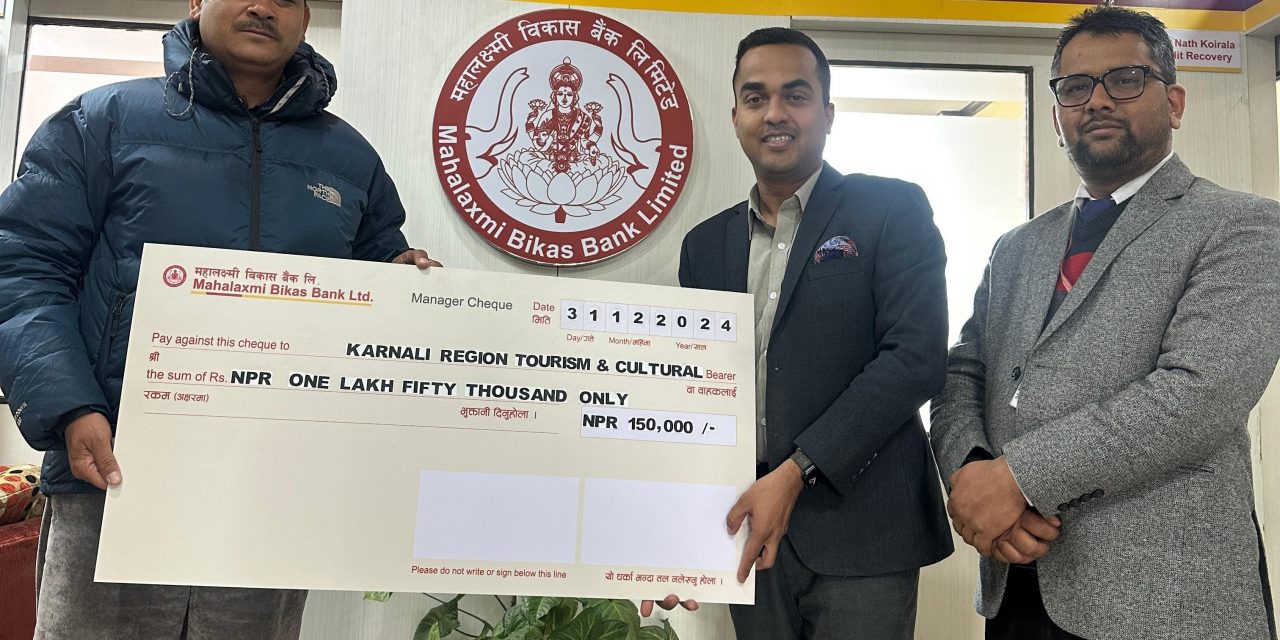 महालक्ष्मी विकास बैंक लिमिटेड
Mahalaxmi Bikas Bank Limited
Nath Koirala
dit Recovery
THE
NORTH
FACE
महालक्ष्मी विकास बैंक लि.
Mahalaxmi Bikas Bank Ltd.
Manager Cheque
Date
मिति
3 1 1 2 2 0 2 4
Day/गते Month/महिना Year/साल
Pay against this cheque to KARNALI REGION TOURISM & CULTURAL Bearer
श्री वा वाहकलाई
the sum of Rs. NPR ONE LAKH FIFTY THOUSAND ONLY
रकम (अक्षरमा) भुक्तानी दिनुहोला ।
NPR 150,000 /-
Please do not write or sign below this line
यो धर्का भन्दा तल नलेख्नु होला ।